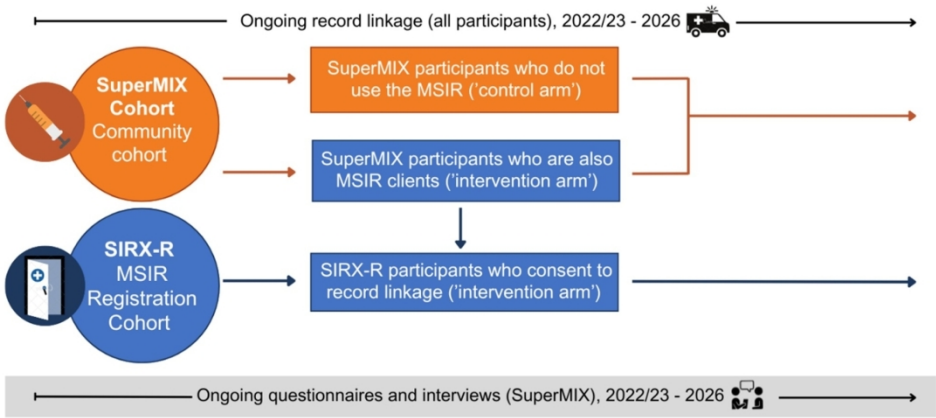 Ongoing record linkage (all participants), 2022/23 - 2026
SuperMIX
Cohort
Community
cohort
SuperMIX participants who do not
use the MSIR ('control arm')
SuperMIX participants who are also
MSIR clients ('intervention arm')
SIRX-R
MSIR
Registration
Cohort
SIRX-R participants who consent to
record linkage ('intervention arm')
Ongoing questionnaires and interviews (SuperMIX), 2022/23 - 2026